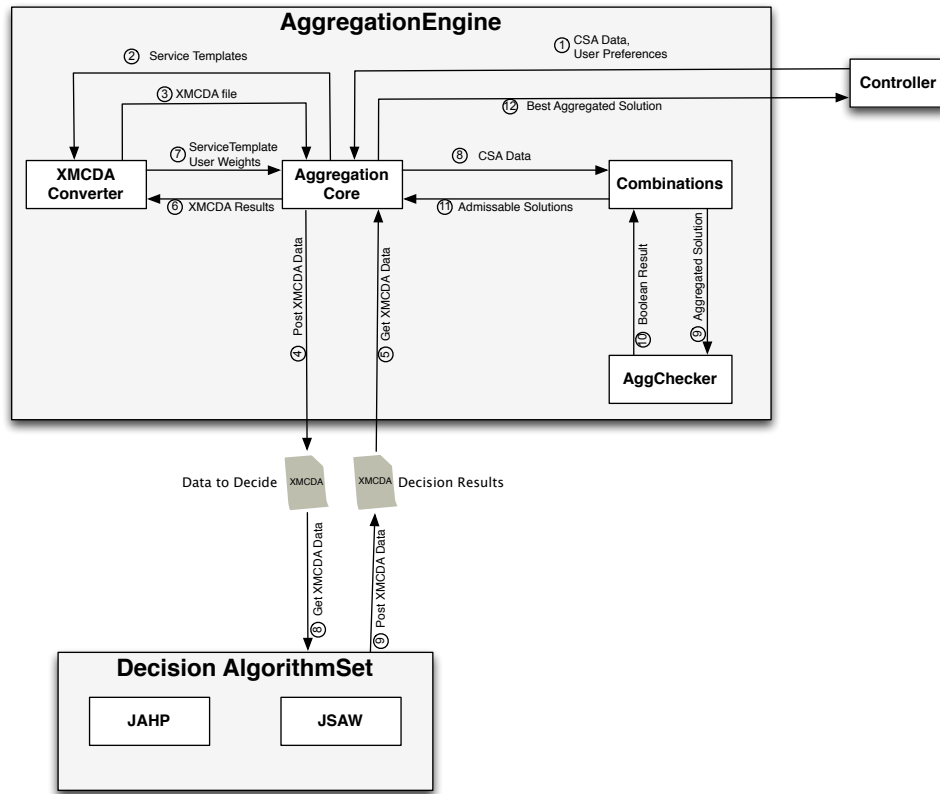 AggregationEngine
① CSA Data,
User Preferences
② Service Templates
Controller
③ XMCDA file
⑫ Best Aggregated Solution
⑦ ServiceTemplate
User Weights
⑧ CSA Data
XMCDA
Converter
Aggregation
Core
Combinations
⑥ XMCDA Results
⑪ Admissable Solutions
④ Post XMCDA Data
⑤ Get XMCDA Data
⑩ Boolean Result
⑨ Aggregated Solution
AggChecker
Data to Decide
XMCDA
XMCDA
Decision Results
⑧ Get XMCDA Data
⑨ Post XMCDA Data
Decision AlgorithmSet
JAHP
JSAW